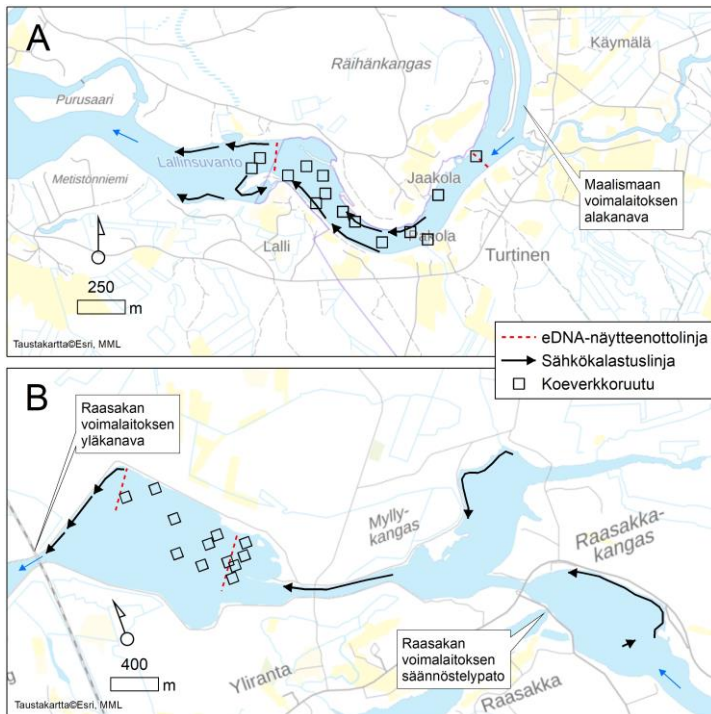 A
Käymälä
Räihänkangas
Purusaari
Lallinsuvanto
Metistönniemi
Jaakola
Maalismaan
voimalaitoksen
alakanava
Lalli
Pakola
Turtinen
250
m
Taustakartta©Esri, MML
eDNA-näytteenottolinja
Sähkökalastuslinja
Koeverkkoruutu
B
Raasakan
voimalaitoksen
yläkanava
Mylly-
kangas
Raasakka-
kangas
400
m
Yliranta
Raasakan
voimalaitoksen
säännöstelypato
Raasakka
Taustakartta©Esri, MML